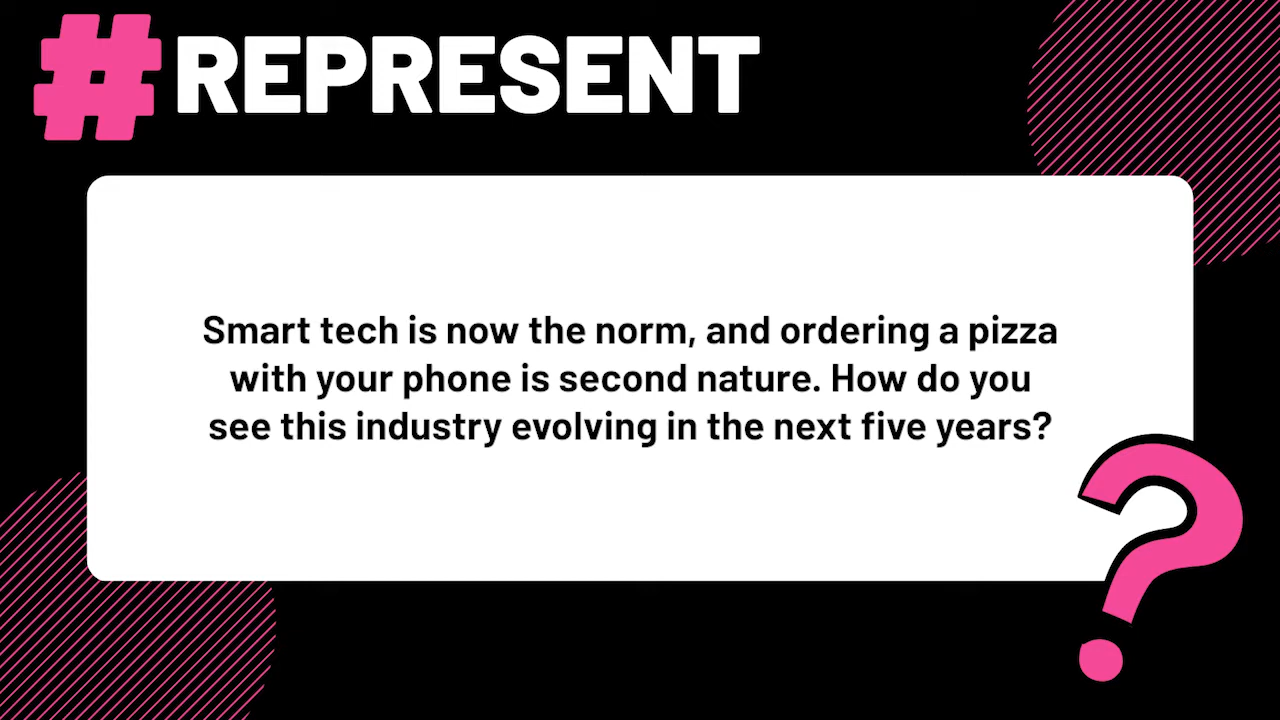 #REPRESENT
Smart tech is now the norm, and ordering a pizza
with your phone is second nature. How do you
see this industry evolving in the next five years?
?